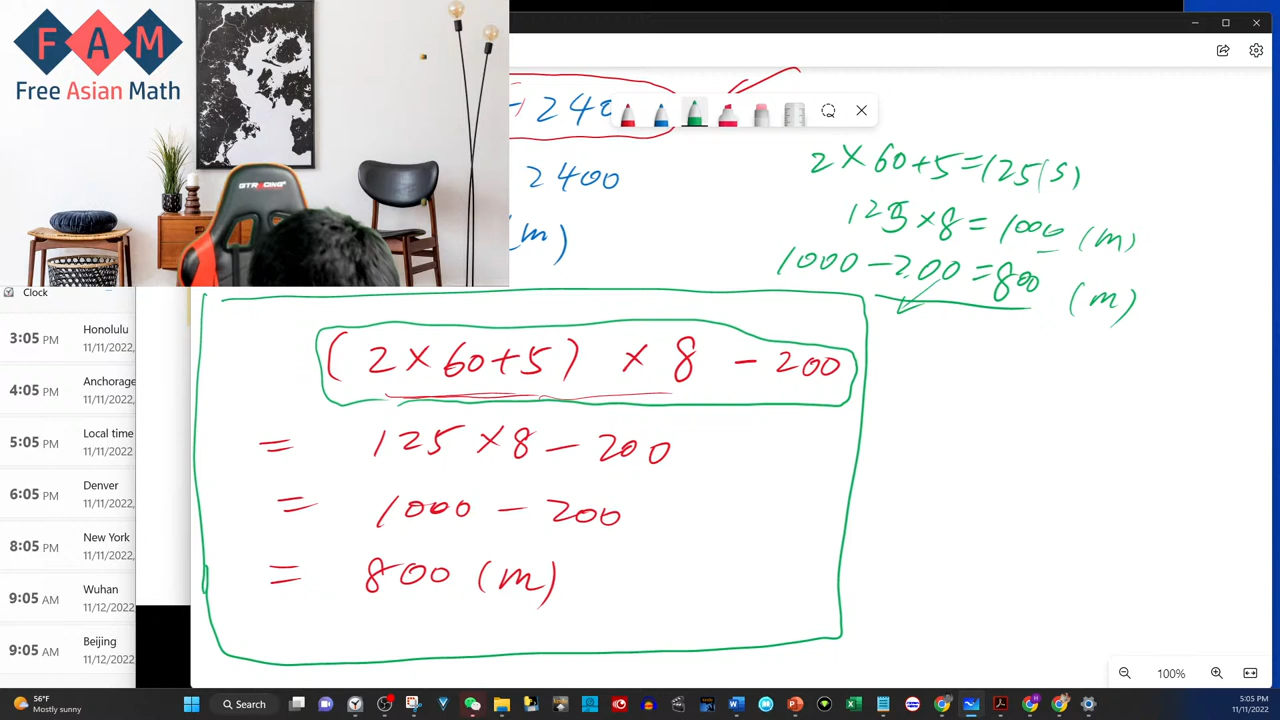 FAM
Free Asian Math
- 240
2400
(m)
2 × 60 + 5 = 125 (s)
125 × 8 = 1000 (m)
1000 - 200 = 800 (m)
(2 × 60 + 5) × 8 - 200
= 125 × 8 - 200
= 1000 - 200
= 800 (m)
GTRACING
Clock
3:05 PM Honolulu
11/11/2022,
4:05 PM Anchorage
11/11/2022,
5:05 PM Local time
11/11/2022,
6:05 PM Denver
11/11/2022,
8:05 PM New York
11/11/2022,
9:05 AM Wuhan
11/12/2022
9:05 AM Beijing
11/12/2022
100%
56°F
Mostly sunny
Search
5:05 PM
11/11/2022